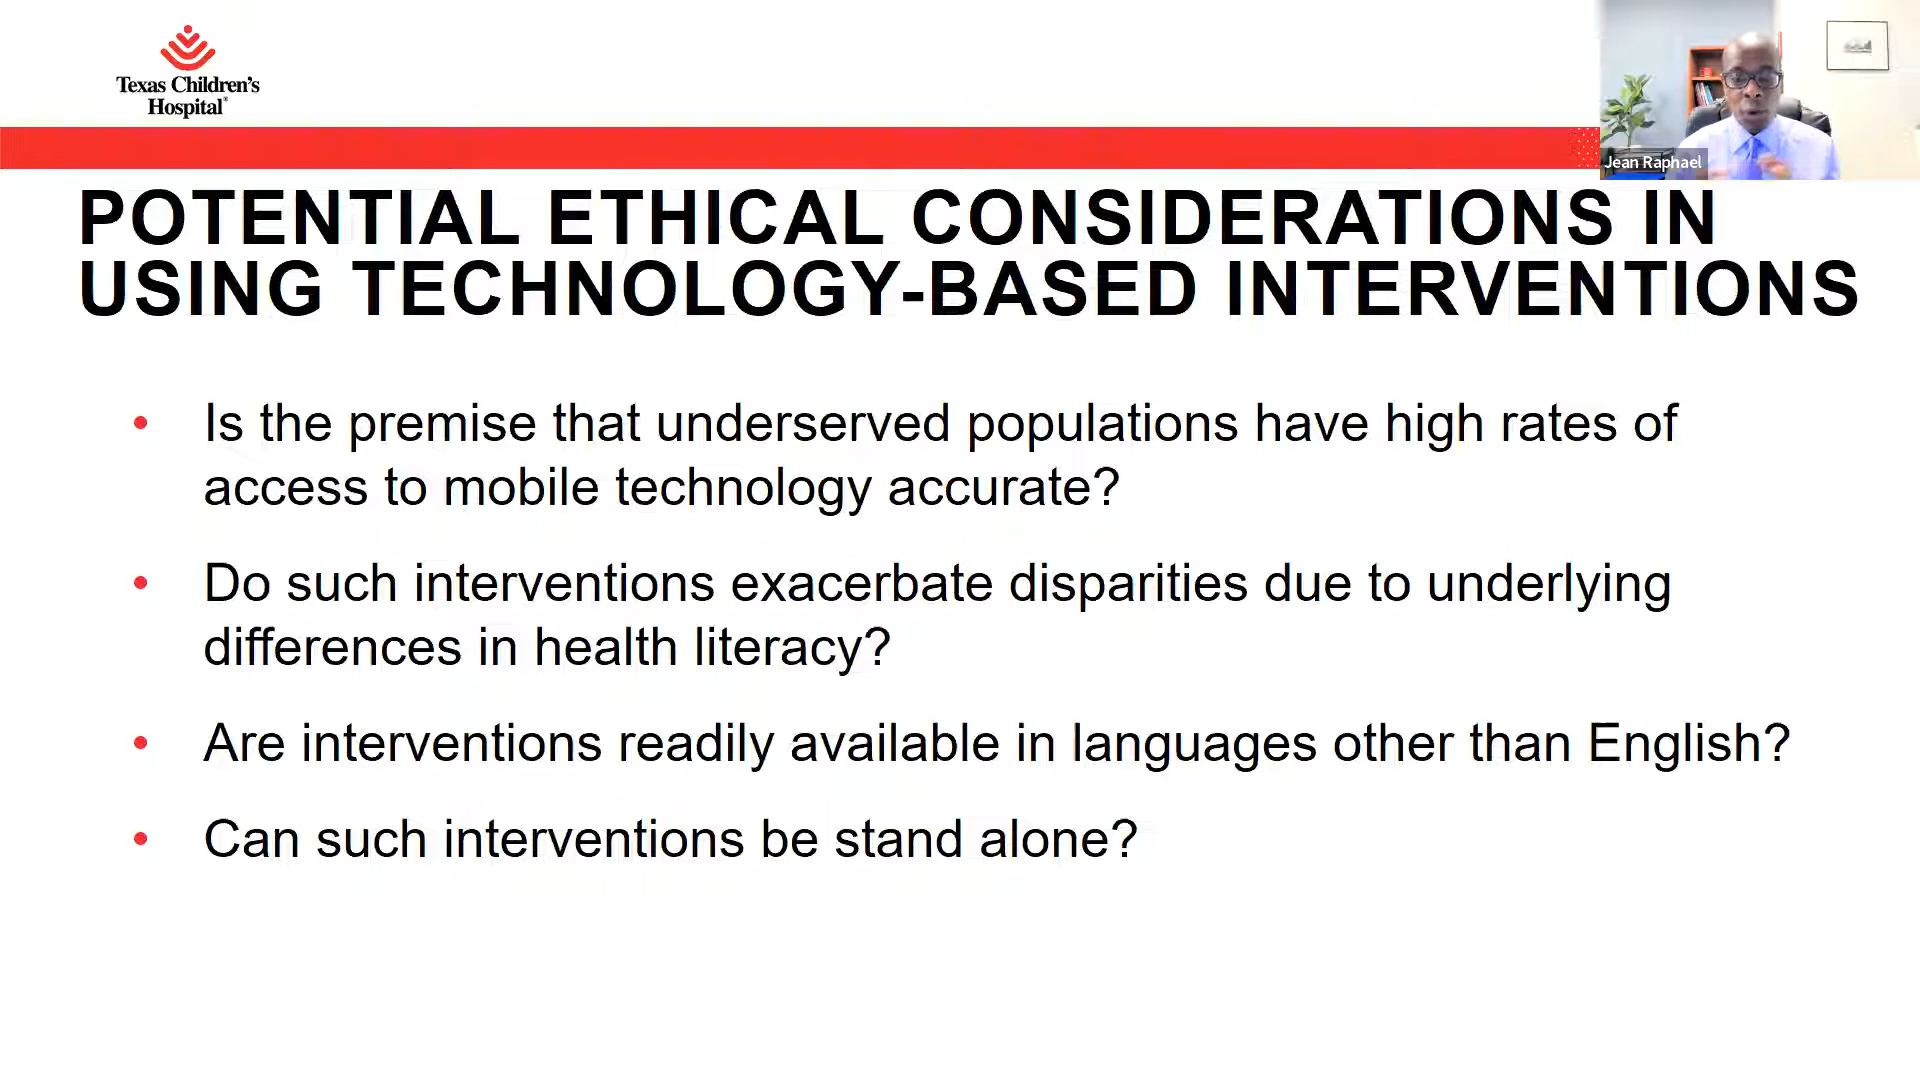 Texas Children's
Hospital®
Jean Raphael
POTENTIAL ETHICAL CONSIDERATIONS IN
USING TECHNOLOGY-BASED INTERVENTIONS
• Is the premise that underserved populations have high rates of
access to mobile technology accurate?
• Do such interventions exacerbate disparities due to underlying
differences in health literacy?
• Are interventions readily available in languages other than English?
• Can such interventions be stand alone?